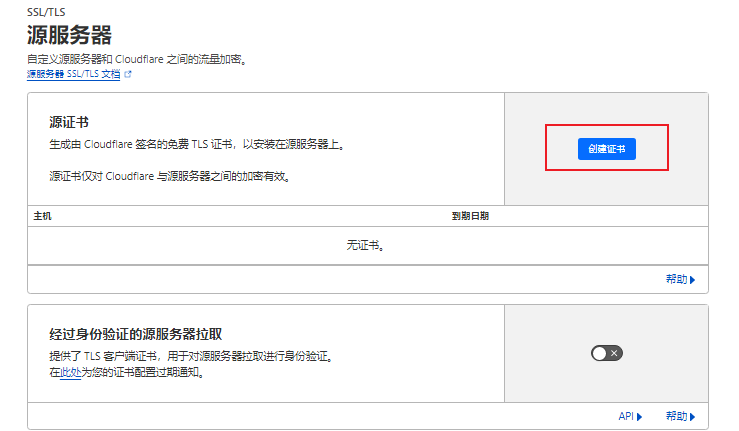 SSL/TLS
源服务器
自定义源服务器和 Cloudflare 之间的流量加密。
源服务器 SSL/TLS 文档
源证书
生成由 Cloudflare 签名的免费 TLS 证书，以安装在源服务器上。
源证书仅对 Cloudflare 与源服务器之间的加密有效。
创建证书
主机 到期日期
无证书。
帮助
经过身份验证的源服务器拉取
提供了 TLS 客户端证书，用于对源服务器拉取进行身份验证。
在此处为您的证书配置过期通知。
API 帮助